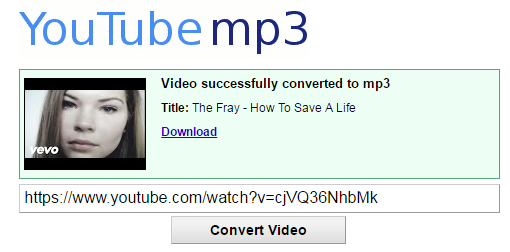 YouTube mp3
Video successfully converted to mp3
Title: The Fray - How To Save A Life
Download
vevo
https://www.youtube.com/watch?v=cjVQ36NhbMk
Convert Video